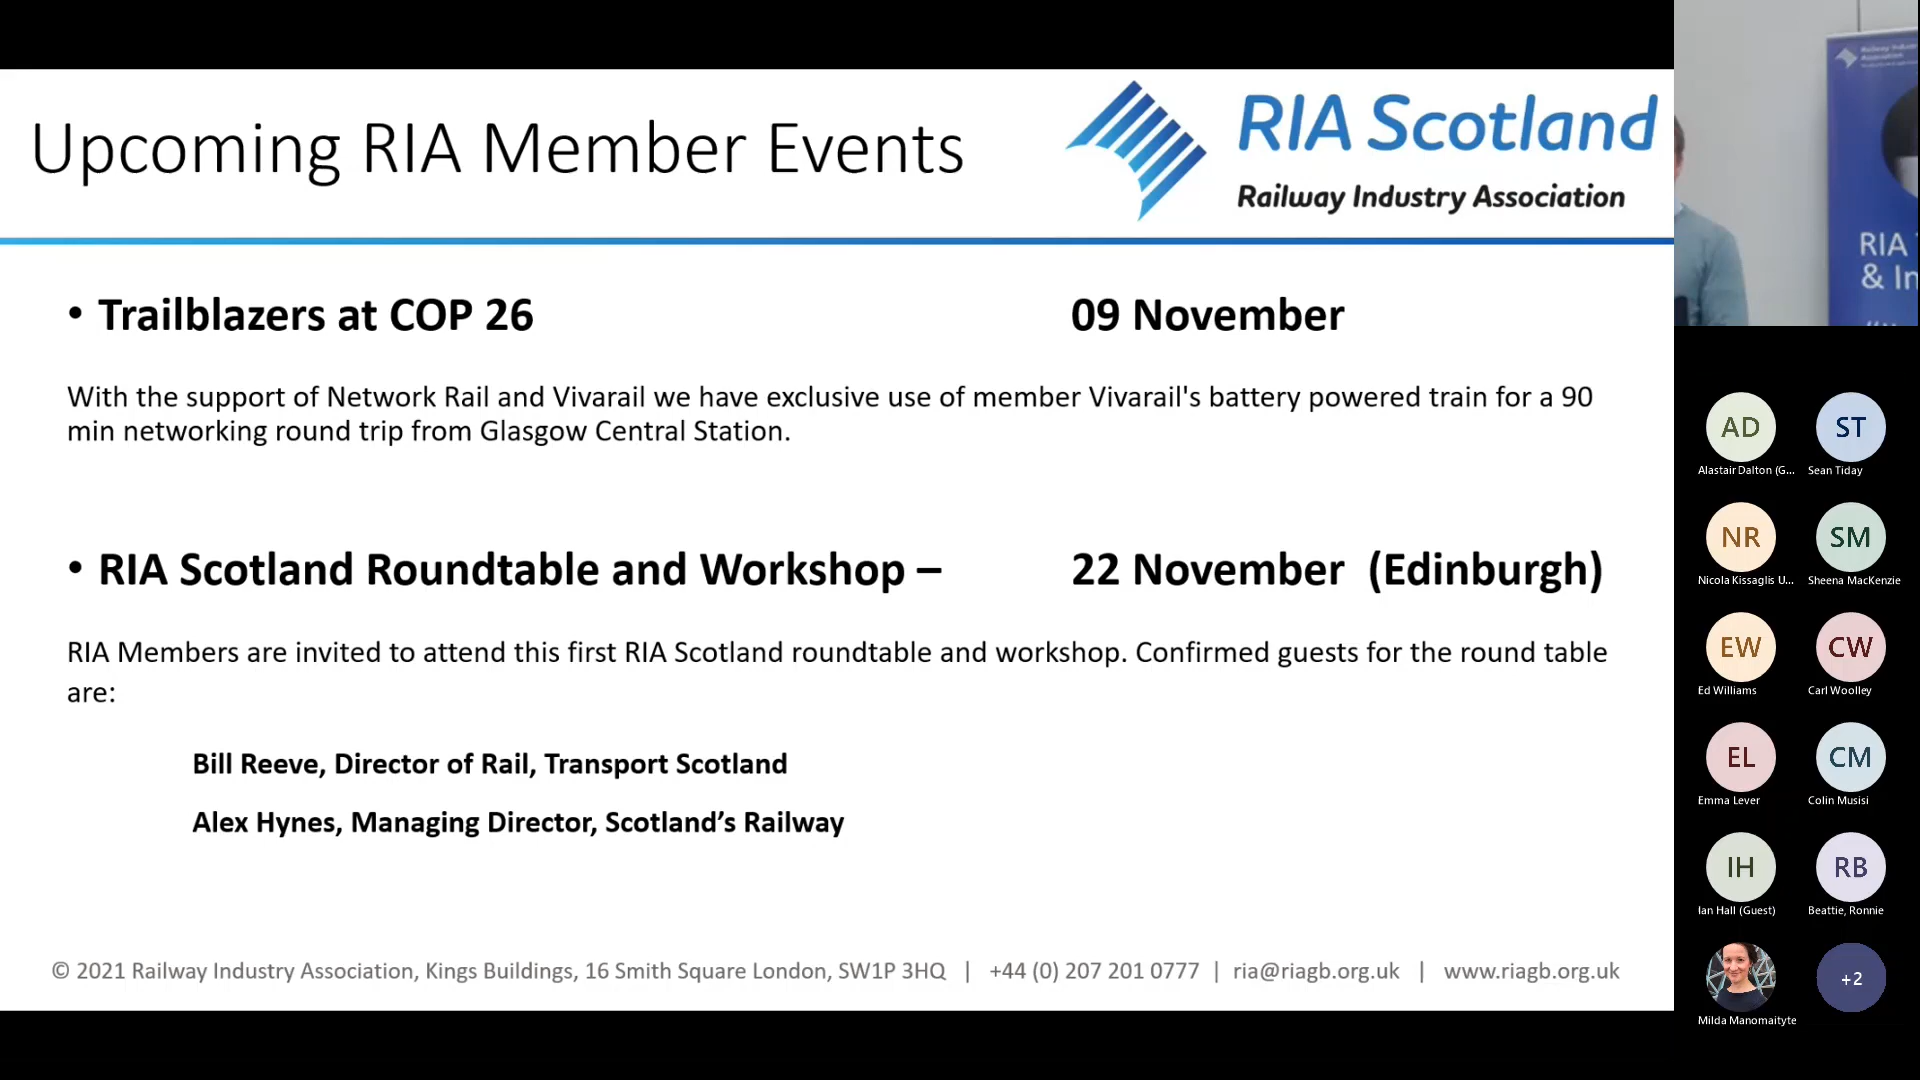 Upcoming RIA Member Events
RIA Scotland
Railway Industry Association
• Trailblazers at COP 26 09 November
With the support of Network Rail and Vivarail we have exclusive use of member Vivarail's battery powered train for a 90
min networking round trip from Glasgow Central Station.
• RIA Scotland Roundtable and Workshop – 22 November (Edinburgh)
RIA Members are invited to attend this first RIA Scotland roundtable and workshop. Confirmed guests for the round table
are:
Bill Reeve, Director of Rail, Transport Scotland
Alex Hynes, Managing Director, Scotland’s Railway
© 2021 Railway Industry Association, Kings Buildings, 16 Smith Square London, SW1P 3HQ | +44 (0) 207 201 0777 | ria@riagb.org.uk | www.riagb.org.uk
RIA
& In
AD ST
Alastair Dalton (G... Sean Tiday
NR SM
Nicola Kissaglis U... Sheena MacKenzie
EW CW
Ed Williams Carl Woolley
EL CM
Emma Lever Colin Musisi
IH RB
Ian Hall (Guest) Beattie, Ronnie
+2
Milda Manomaityte